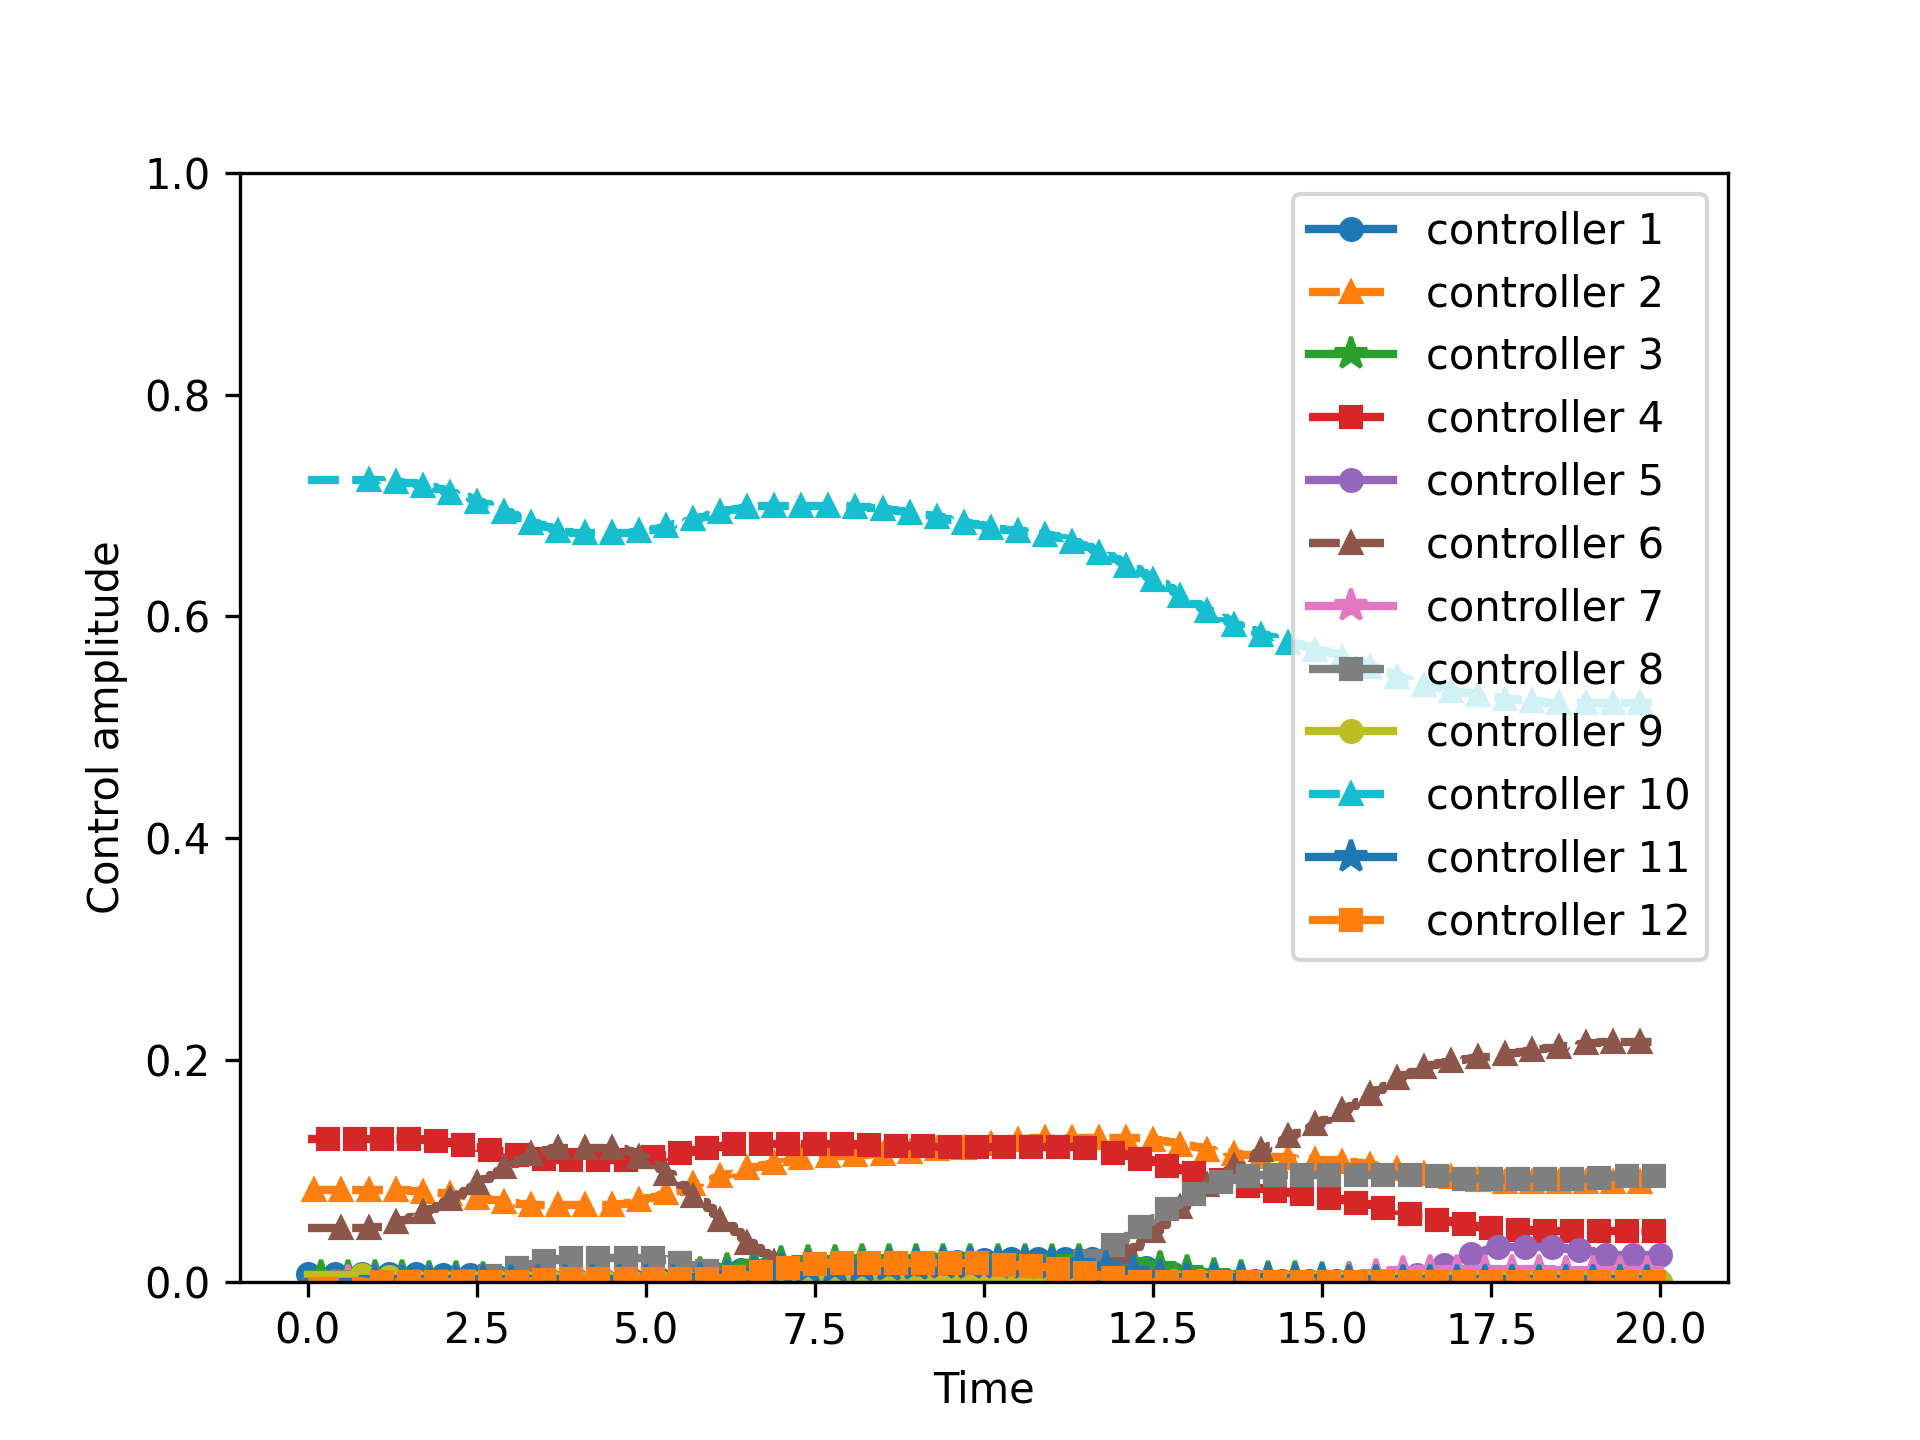 1.0
0.8
0.6
0.4
0.2
0.0
Control amplitude
0.0 2.5 5.0 7.5 10.0 12.5 15.0 17.5 20.0
Time
controller 1
controller 2
controller 3
controller 4
controller 5
controller 6
controller 7
controller 8
controller 9
controller 10
controller 11
controller 12